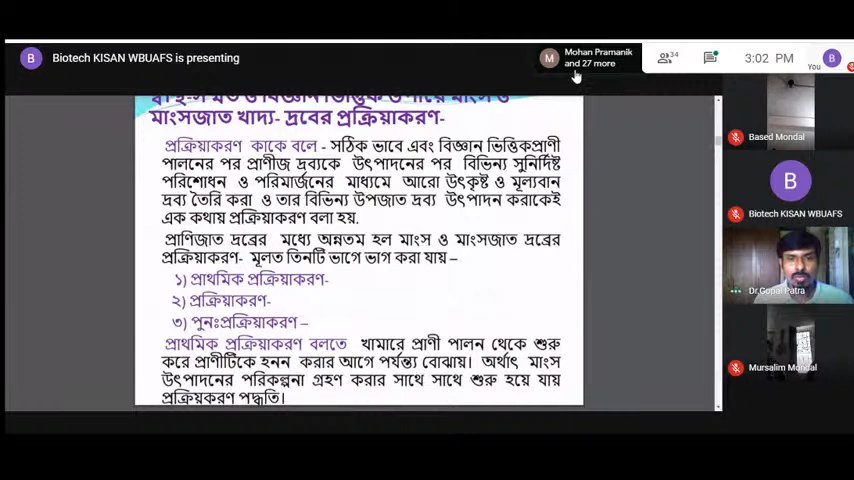 Biotech KISAN WBUAFS is presenting
Mohan Pramanik
and 27 more
34
3:02 PM
You
মাংসজাত খাদ্য- দ্রবের প্রক্রিয়াকরণ-
প্রক্রিয়াকরণ কাকে বলে - সঠিক ভাবে এবং বিজ্ঞান ভিত্তিকপ্রাণী
পালনের পর প্রাণীজ দ্রব্যকে উৎপাদনের পর বিভিন্ন সুনির্দিষ্ট
পরিশোধন ও পরিমার্জনের মাধ্যমে আরো উৎকৃষ্ট ও মূল্যবান
দ্রব্য তৈরি করা ও তার বিভিন্ন উপজাত দ্রব্য উৎপাদন করাকেই
এক কথায় প্রক্রিয়াকরণ বলা হয়.
প্রাণিজাত দ্রব্রের মধ্যে অন্নতম হল মাংস ও মাংসজাত দ্রব্রের
প্রক্রিয়াকরণ- মূলত তিনটি ভাগে ভাগ করা যায় –
১) প্রাথমিক প্রক্রিয়াকরণ-
২) প্রক্রিয়াকরণ-
৩) পুনঃপ্রক্রিয়াকরণ –
প্রাথমিক প্রক্রিয়াকরণ বলতে খামারে প্রাণী পালন থেকে শুরু
করে প্রাণীটিকে হনন করার আগে পর্যন্ত্য বোঝায়। অর্থাৎ মাংস
উৎপাদনের পরিকল্পনা গ্রহণ করার সাথে সাথে শুরু হয়ে যায়
প্রক্রিয়করণ পদ্ধতি।
Based Mondal
Biotech KISAN WBUAFS
Dr.Gopal Patra
Mursalim Mondal